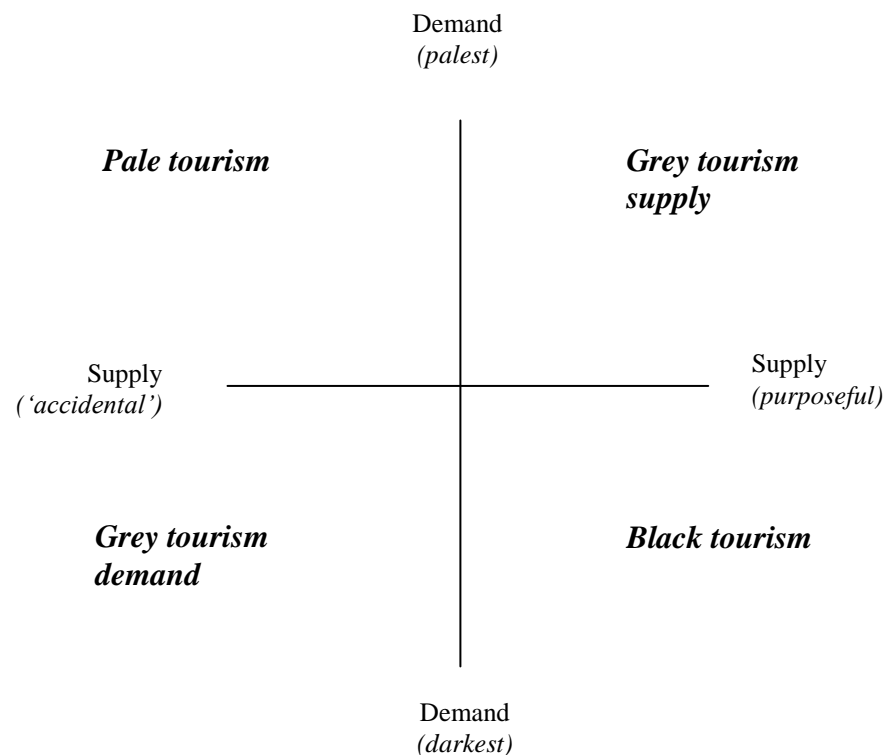 Demand
(palest)
Pale tourism
Grey tourism
supply
Supply
(‘accidental’)
Supply
(purposeful)
Grey tourism
demand
Black tourism
Demand
(darkest)